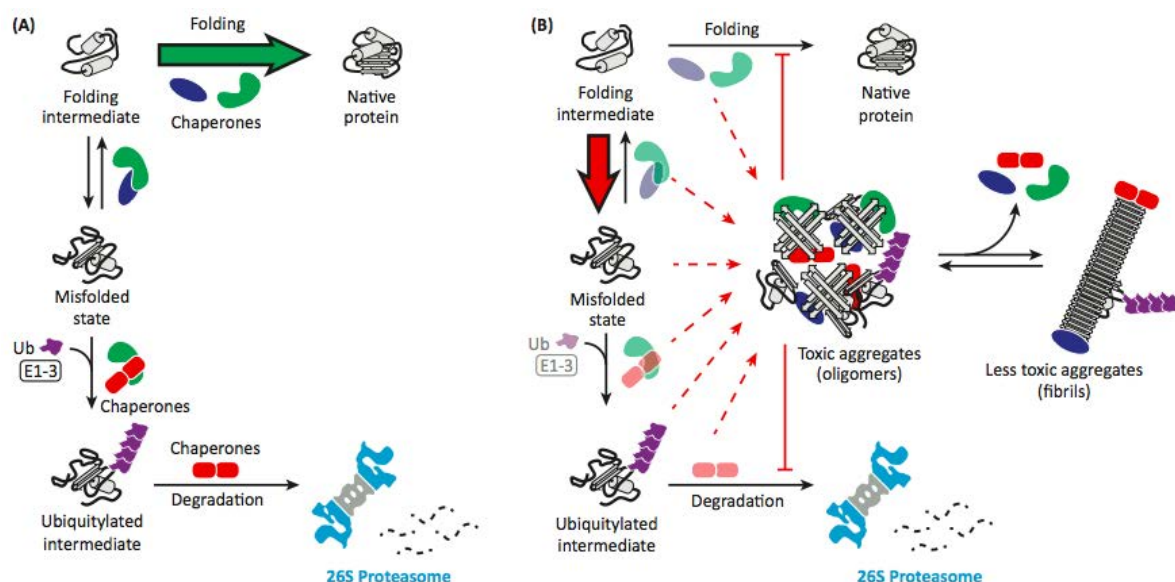 (A)
Folding
Folding
intermediate
Chaperones
Native
protein
Misfolded
state
Ub
E1-3
Chaperones
Ubiquitylated
intermediate
Chaperones
Degradation
26S Proteasome
(B)
Folding
Folding
intermediate
Native
protein
Misfolded
state
Ub
E1-3
Toxic aggregates
(oligomers)
Less toxic aggregates
(fibrils)
Ubiquitylated
intermediate
Degradation
26S Proteasome